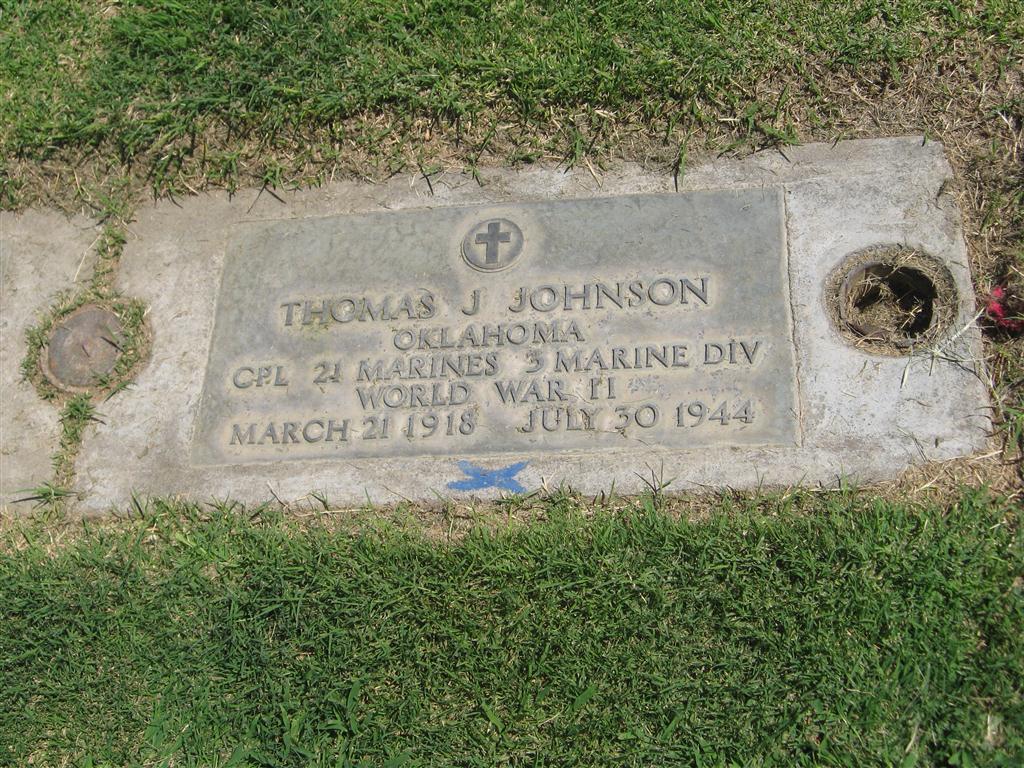 THOMAS J JOHNSON
OKLAHOMA
CPL 21 MARINES 3 MARINE DIV
WORLD WAR II
MARCH 21 1918 JULY 30 1944